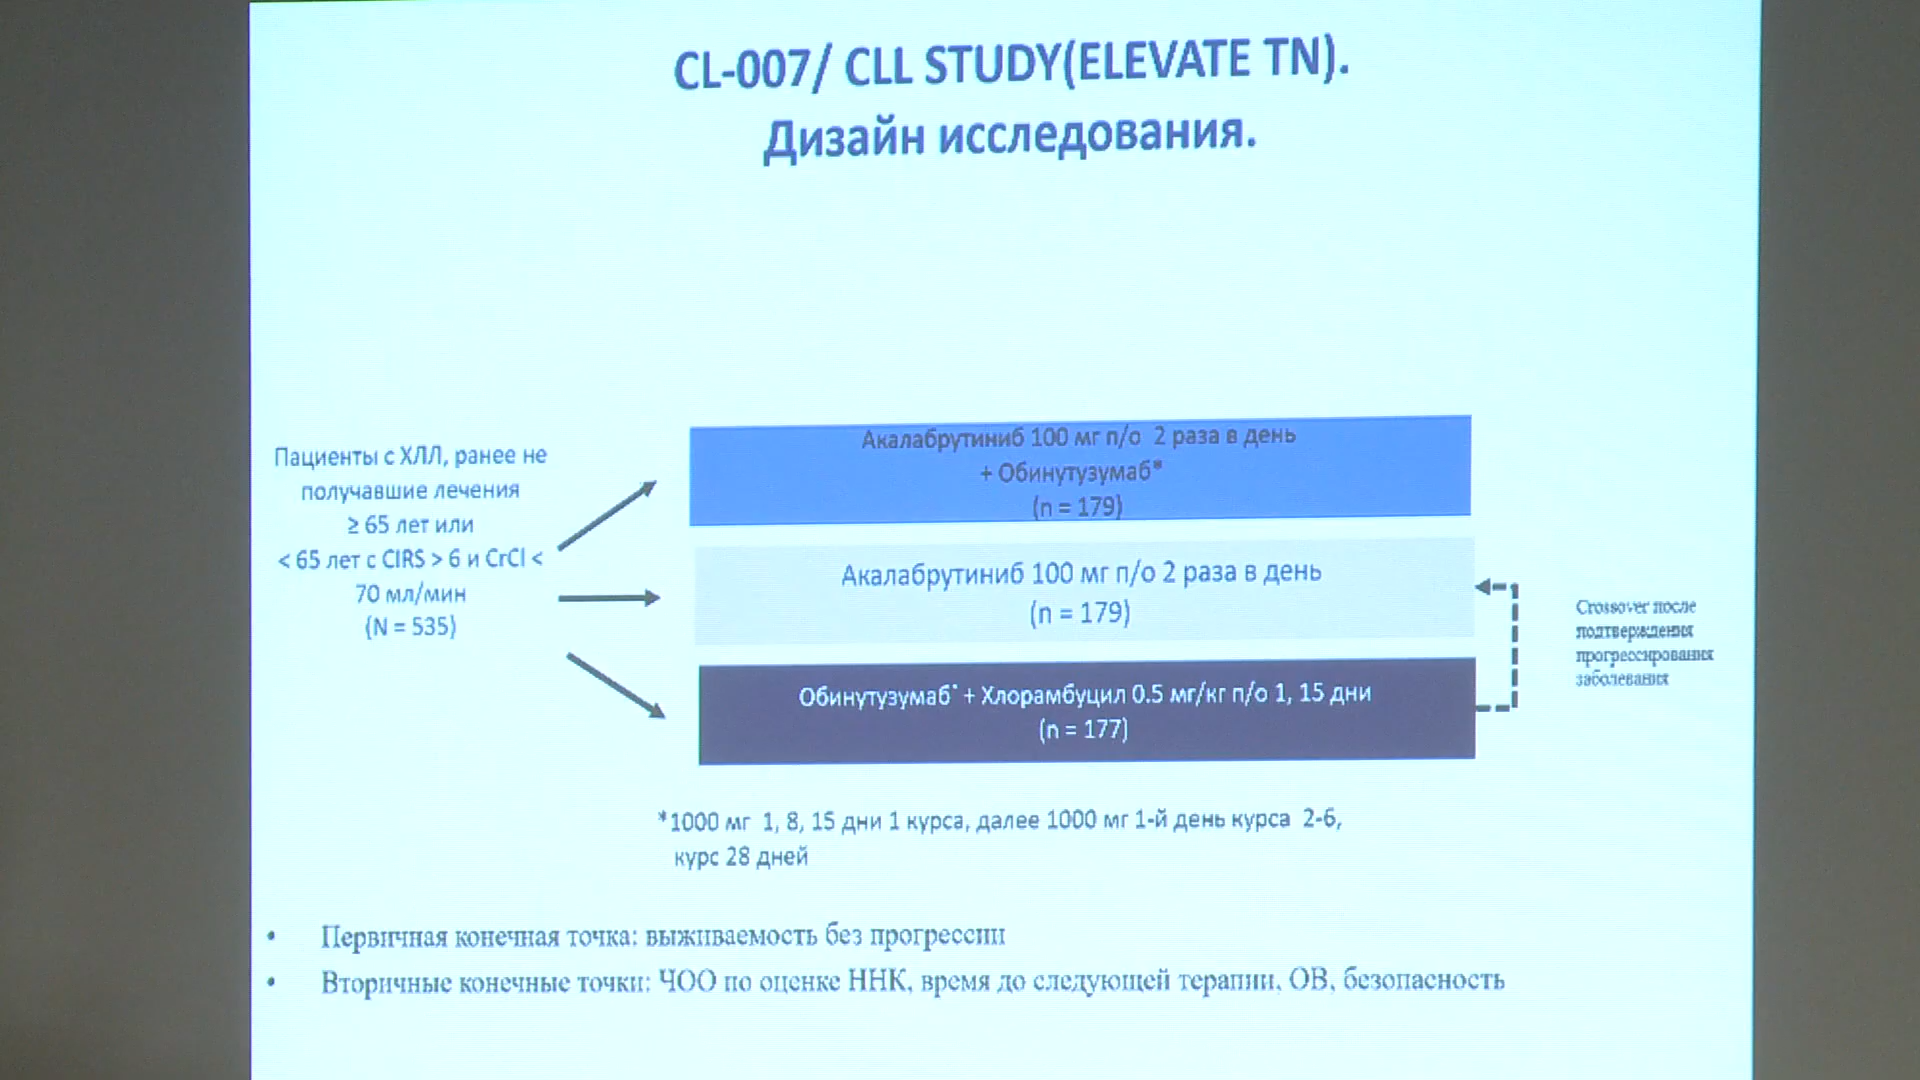 CL-007/ CLL STUDY(ELEVATE TN).
Дизайн исследования.
Пациенты с ХЛЛ, ранее не
получавшие лечения
≥ 65 лет или
< 65 лет с CIRS > 6 и CrCl <
70 мл/мин
(N = 535)
Акалабрутиниб 100 мг п/о 2 раза в день
+ Обинутузумаб*
(n = 179)
Акалабрутиниб 100 мг п/о 2 раза в день
(n = 179)
Обинутузумаб* + Хлорамбуцил 0.5 мг/кг п/о 1, 15 дни
(n = 177)
Crossover после
подтверждения
прогрессирования
заболевания
*1000 мг 1, 8, 15 дни 1 курса, далее 1000 мг 1-й день курса 2-6,
курс 28 дней
• Первичная конечная точка: выживаемость без прогрессии
• Вторичные конечные точки: ЧОО по оценке ННК, время до следующей терапии, ОВ, безопасность